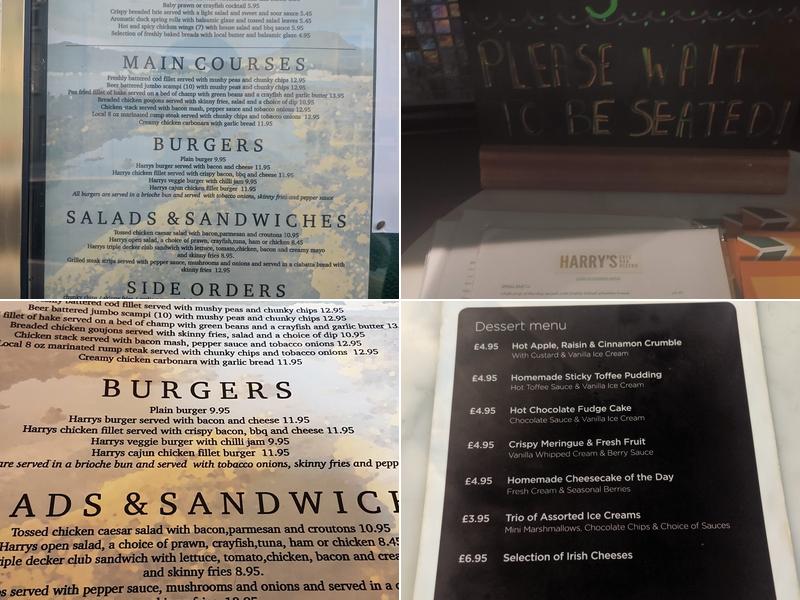 Baby prawn or crayfish cocktail 5.95
Crispy breaded brie served with a light salad and sweet and sour sauce 5.45
Aromatic duck spring rolls with balsamic glaze and tossed salad leaves 5.45
Hot and spicy chicken wings (7) with house salad and bbq sauce 5.95
Selection of freshly baked breads with local butter and balsamic glaze 4.95
MAIN COURSES
Freshly battered cod fillet served with mushy peas and chunky chips 12.95
Beer battered jumbo scampi (10) with mushy peas and chunky chips 12.95
Pan fried fillet of hake served on a bed of champ with green beans and a crayfish and garlic butter 13.95
Breaded chicken goujons served with skinny fries, salad and a choice of dip 10.95
Chicken stack served with bacon mash, pepper sauce and tobacco onions 12.95
Local 8 oz marinated rump steak served with chunky chips and tobacco onions 12.95
Creamy chicken carbonara with garlic bread 11.95
BURGERS
Plain burger 9.95
Harrys burger served with bacon and cheese 11.95
Harrys chicken fillet served with crispy bacon, bbq and cheese 11.95
Harrys veggie burger with chilli jam 9.95
Harrys cajun chicken fillet burger 11.95
All burgers are served in a brioche bun and served with tobacco onions, skinny fries and pepper sauce
SALADS & SANDWICHES
Tossed chicken caesar salad with bacon,parmesan and croutons 10.95
Harrys open salad, a choice of prawn, crayfish,tuna, ham or chicken 8.45
Harrys triple decker club sandwich with lettuce, tomato,chicken, bacon and creamy mayo
and skinny fries 8.95.
Grilled steak strips served with pepper sauce, mushrooms and onions and served in a ciabatta bread with
skinny fries 12.95
SIDE ORDERS
PLEASE WAIT
TO BE SEATED!
HARRY'S
battered cod fillet served with mushy peas and chunky chips 12.95
Beer battered jumbo scampi (10) with mushy peas and chunky chips 12.95
fillet of hake served on a bed of champ with green beans and a crayfish and garlic butter 13.
Breaded chicken goujons served with skinny fries, salad and a choice of dip 10.95
Chicken stack served with bacon mash, pepper sauce and tobacco onions 12.95
Local 8 oz marinated rump steak served with chunky chips and tobacco onions 12.95
Creamy chicken carbonara with garlic bread 11.95
BURGERS
Plain burger 9.95
Harrys burger served with bacon and cheese 11.95
Harrys chicken fillet served with crispy bacon, bbq and cheese 11.95
Harrys veggie burger with chilli jam 9.95
Harrys cajun chicken fillet burger 11.95
are served in a brioche bun and served with tobacco onions, skinny fries and pepp
ADS & SANDWICH
Tossed chicken caesar salad with bacon,parmesan and croutons 10.95
Harrys open salad, a choice of prawn, crayfish,tuna, ham or chicken 8.45
riple decker club sandwich with lettuce, tomato,chicken, bacon and crea
and skinny fries 8.95.
s served with pepper sauce, mushrooms and onions and served in a c
Dessert menu
£4.95 Hot Apple, Raisin & Cinnamon Crumble
With Custard & Vanilla Ice Cream
£4.95 Homemade Sticky Toffee Pudding
Hot Toffee Sauce & Vanilla Ice Cream
£4.95 Hot Chocolate Fudge Cake
Chocolate Sauce & Vanilla Ice Cream
£4.95 Crispy Meringue & Fresh Fruit
Vanilla Whipped Cream & Berry Sauce
£4.95 Homemade Cheesecake of the Day
Fresh Cream & Seasonal Berries
£3.95 Trio of Assorted Ice Creams
Mini Marshmallows, Chocolate Chips & Choice of Sauces
£6.95 Selection of Irish Cheeses